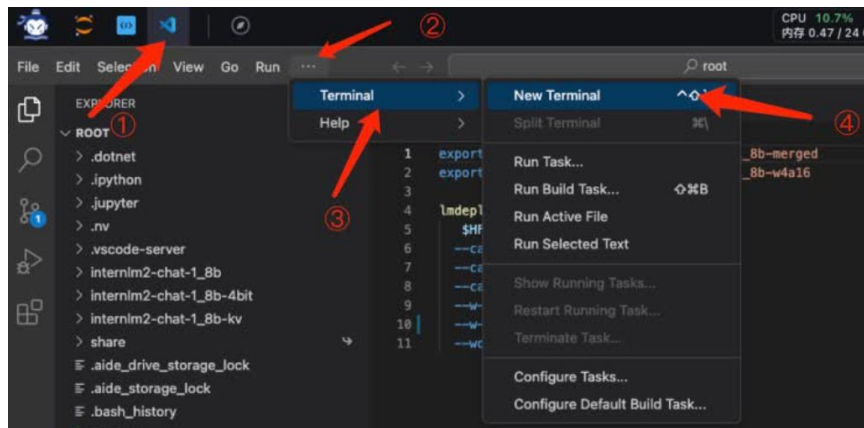 CPU 10.7%
内存 0.47 / 24
②
File Edit Selection View Go Run ...
root
EXPLORER
①
ROOT
.dotnet
.ipython
.jupyter
.nv
.vscode-server
internlm2-chat-1_8b
internlm2-chat-1_8b-4bit
internlm2-chat-1_8b-kv
share
.aide_drive_storage_lock
.aide_storage_lock
.bash_history
1
Terminal
Help
③
New Terminal
④
Split Terminal ⌘\
Run Task...
Run Build Task... ⇧⌘B
Run Active File
Run Selected Text
Show Running Tasks...
Restart Running Task...
Terminate Task...
Configure Tasks...
Configure Default Build Task...
1 export _8b-merged
2 export _8b-w4a16
3
4 lmdepl
5
6 --ca
7 --ca
8 --ca
9 --w-
10 --w-
11 --wo